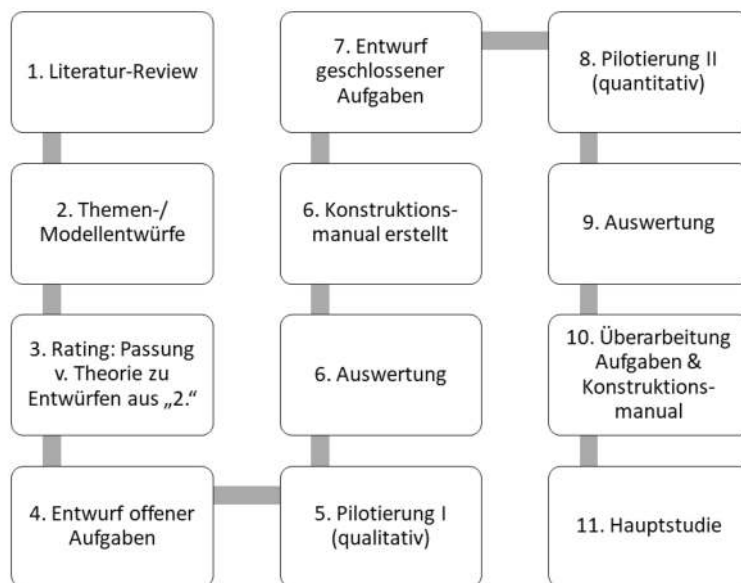 1. Literatur-Review
2. Themen-/
Modellentwürfe
3. Rating: Passung
v. Theorie zu
Entwürfen aus „2.“
4. Entwurf offener
Aufgaben
5. Pilotierung I
(qualitativ)
6. Auswertung
6. Konstruktions-
manual erstellt
7. Entwurf
geschlossener
Aufgaben
8. Pilotierung II
(quantitativ)
9. Auswertung
10. Überarbeitung
Aufgaben &
Konstruktions-
manual
11. Hauptstudie